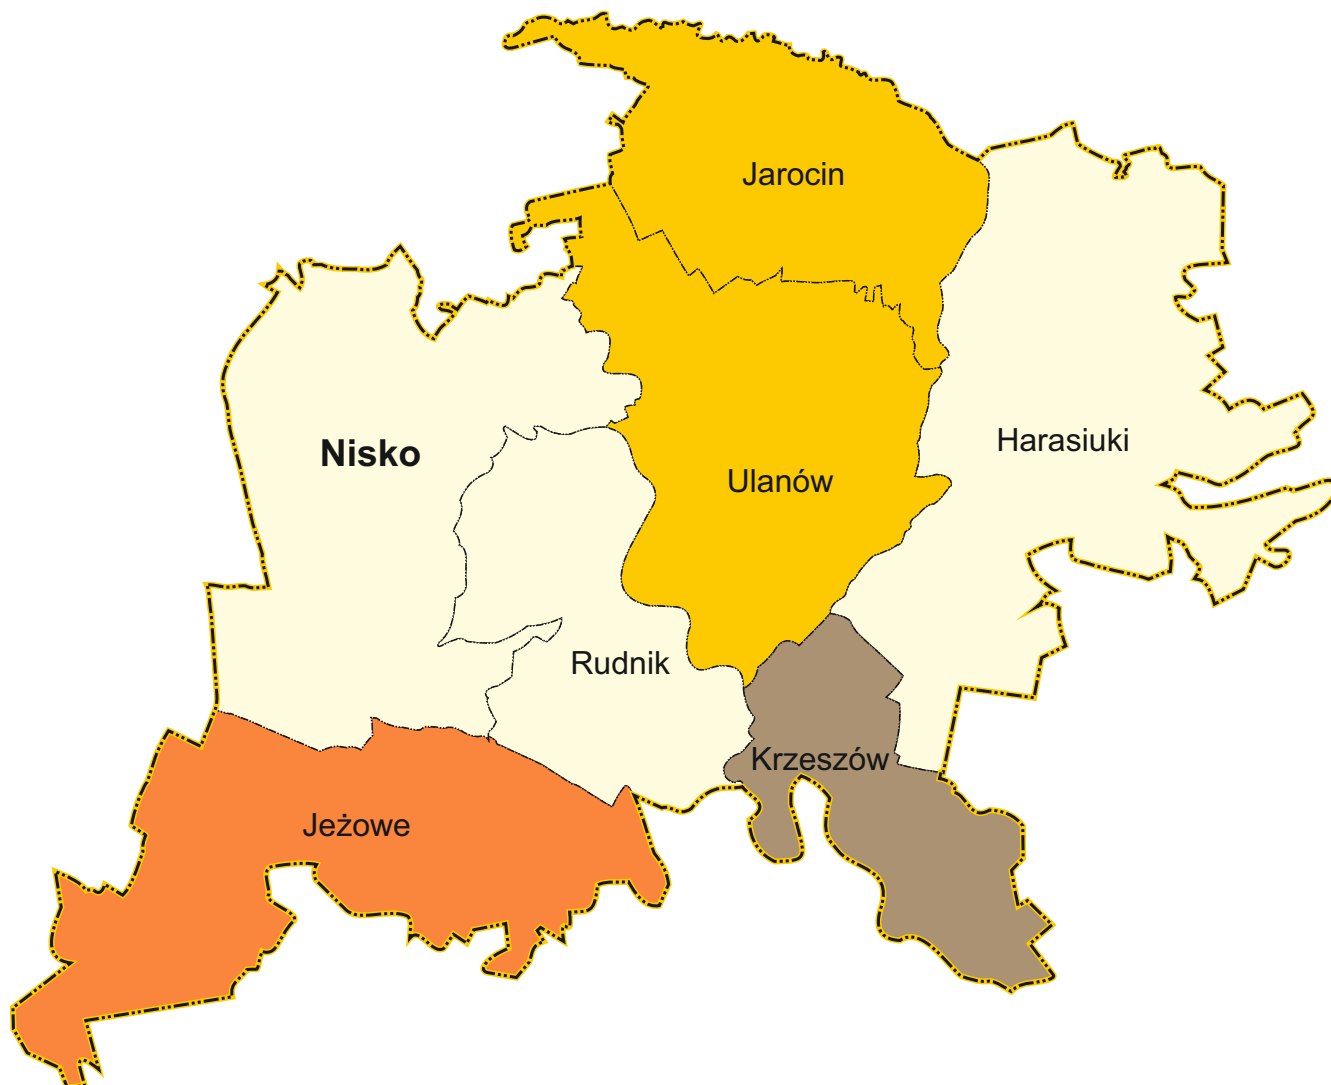 Jarocin
Harasiuki
Nisko
Ulanów
Rudnik
Krzeszów
Jeżowe